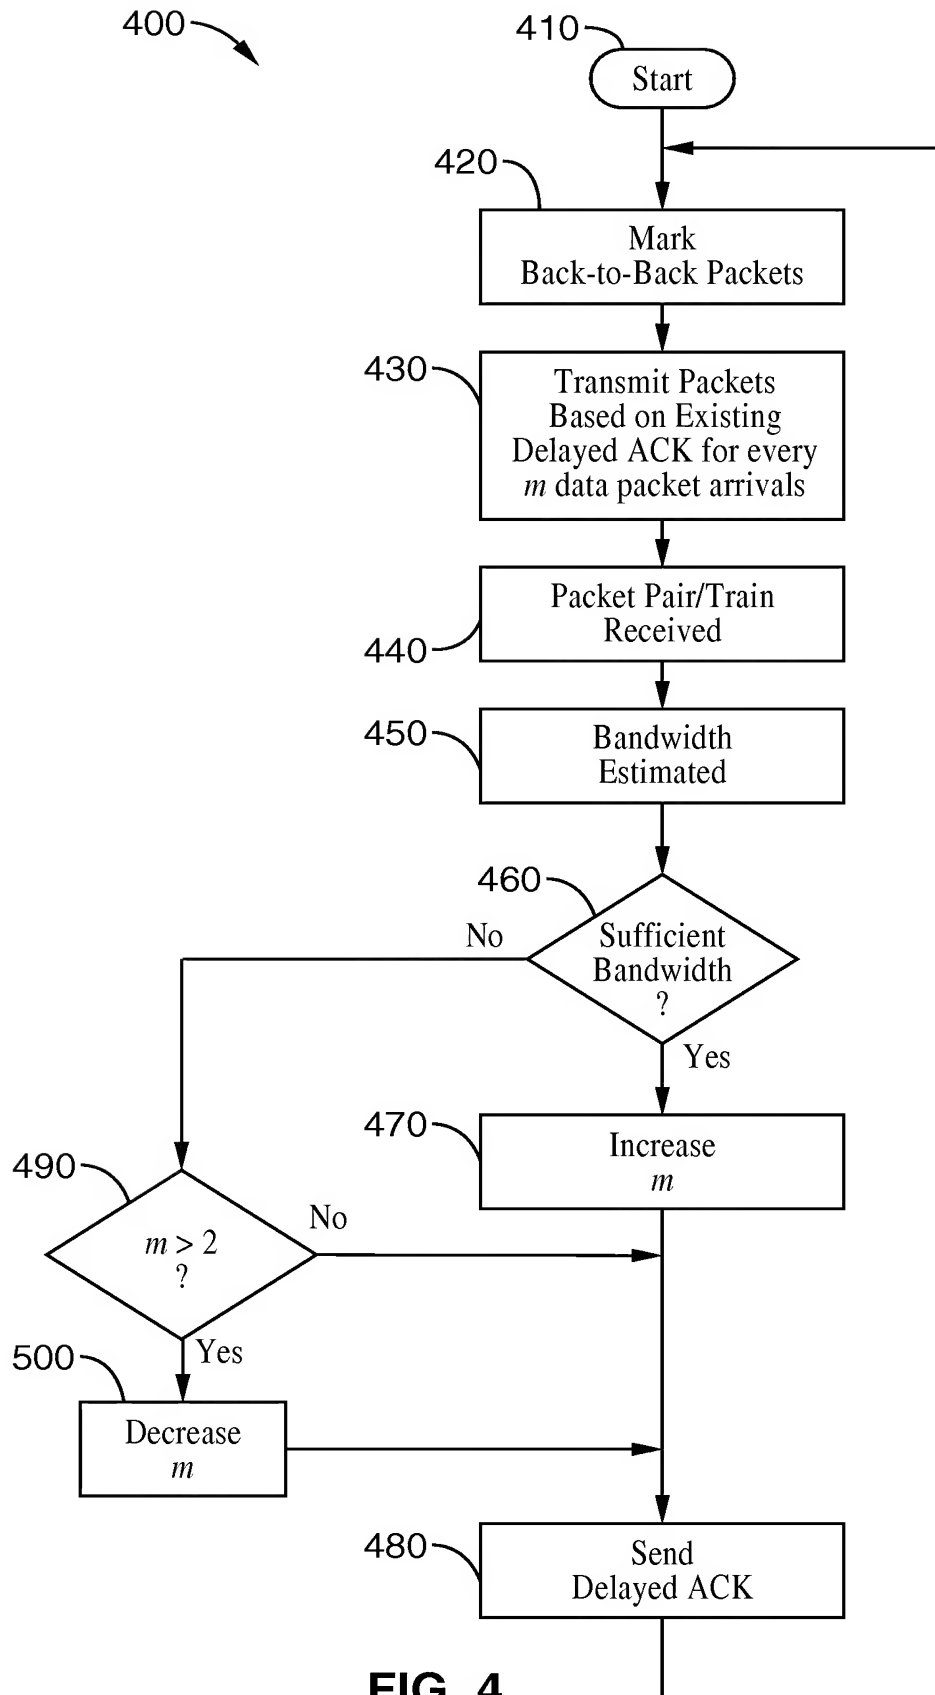 400
410
Start
420
Mark
Back-to-Back Packets
430
Transmit Packets
Based on Existing
Delayed ACK for every
m data packet arrivals
440
Packet Pair/Train
Received
450
Bandwidth
Estimated
460
Sufficient
Bandwidth
?
No
Yes
470
Increase
m
490
m > 2
?
No
Yes
500
Decrease
m
480
Send
Delayed ACK
FIG. 4